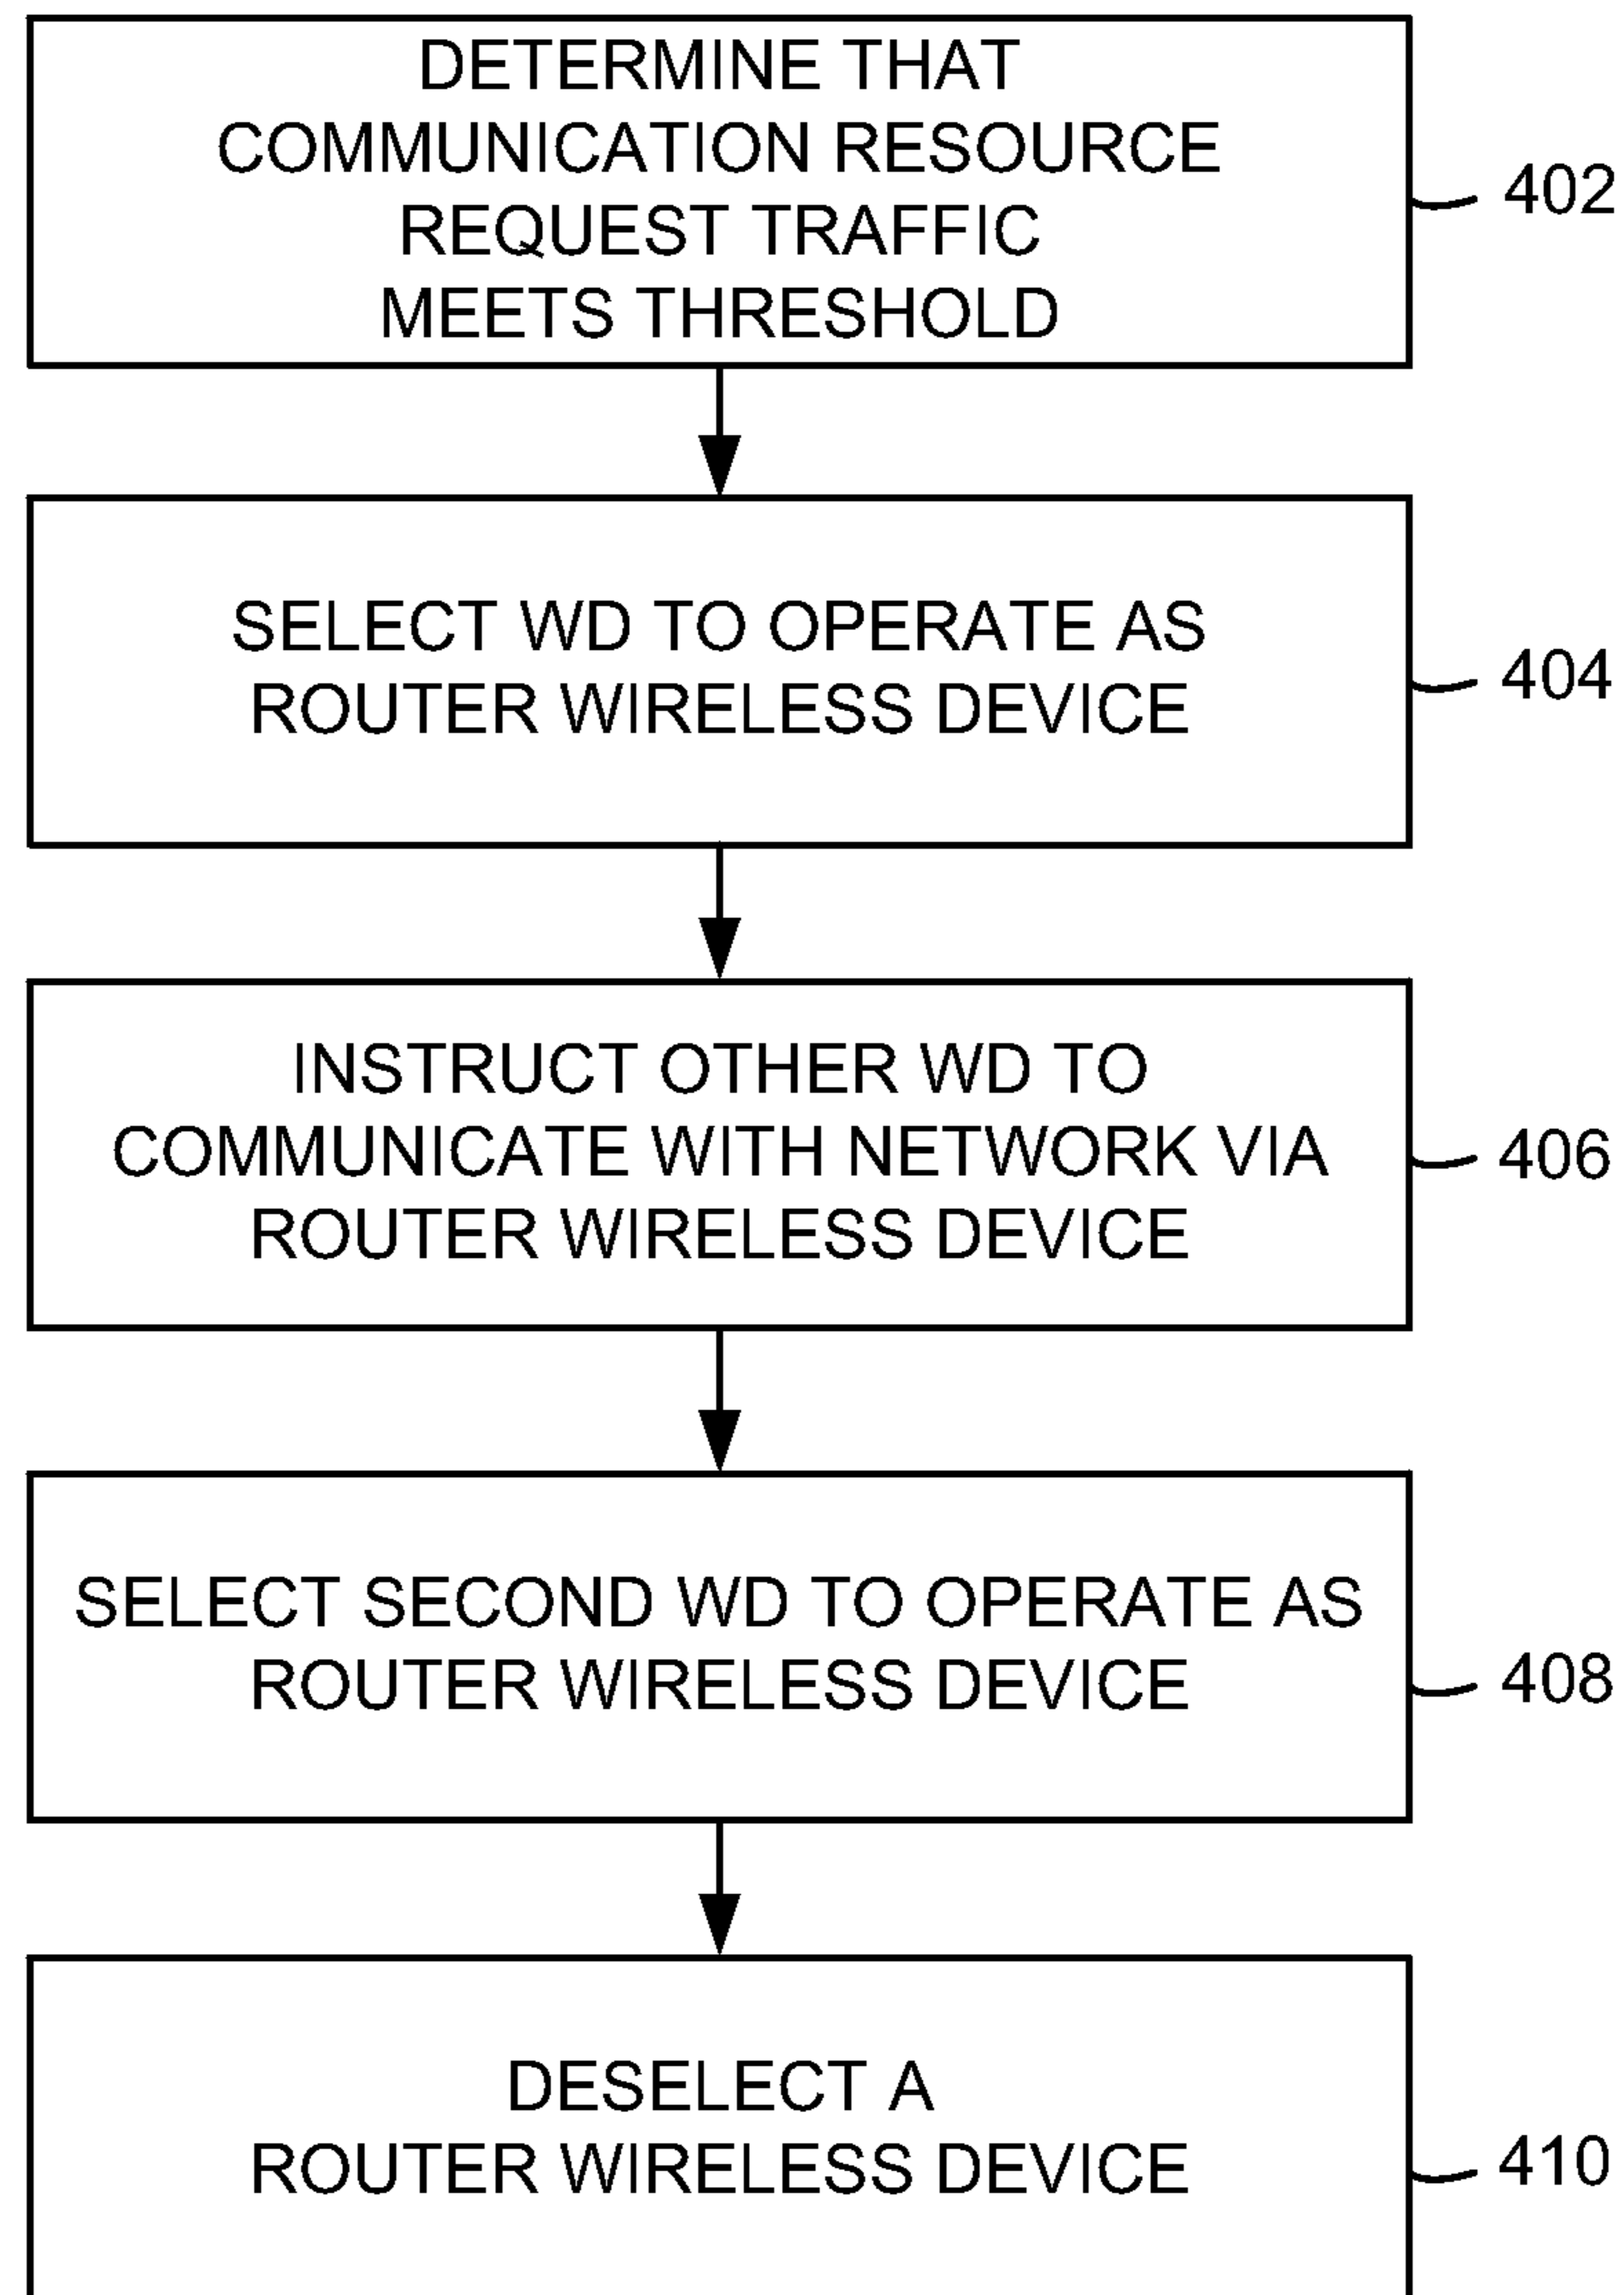 DETERMINE THAT
COMMUNICATION RESOURCE
REQUEST TRAFFIC
MEETS THRESHOLD
402
SELECT WD TO OPERATE AS
ROUTER WIRELESS DEVICE
404
INSTRUCT OTHER WD TO
COMMUNICATE WITH NETWORK VIA
ROUTER WIRELESS DEVICE
406
SELECT SECOND WD TO OPERATE AS
ROUTER WIRELESS DEVICE
408
DESELECT A
ROUTER WIRELESS DEVICE
410